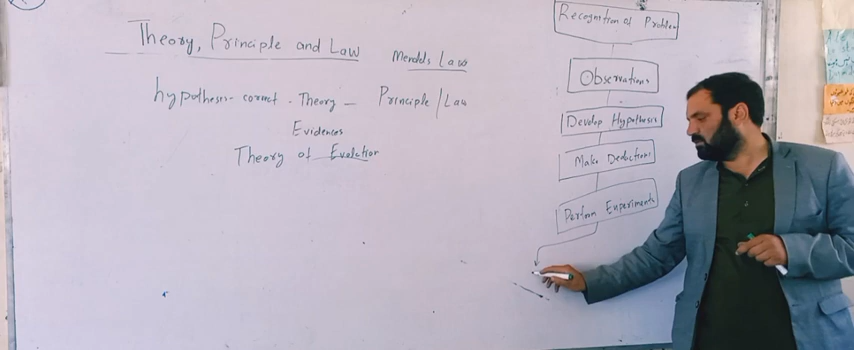 Theory, Principle and Law
Mendels Law
hypotheses - correct - Theory - Principle / Law
Evidences
Theory of Evolution
Recognition of Problem
Observations
Develop Hypothesis
Make Deductions
Perform Experiments